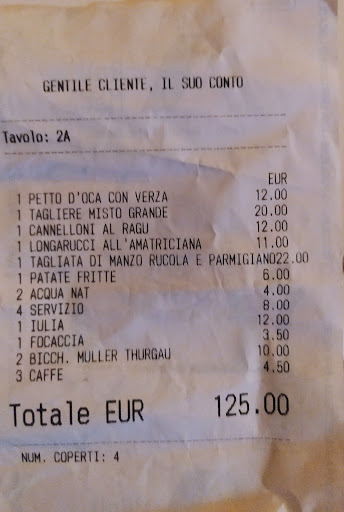 GENTILE CLIENTE, IL SUO CONTO
Tavolo: 2A
EUR
1 PETTO D'OCA CON VERZA 12.00
1 TAGLIERE MISTO GRANDE 20.00
1 CANNELLONI AL RAGU 12.00
1 LONGARUCCI ALL'AMATRICIANA 11.00
1 TAGLIATA DI MANZO RUCOLA E PARMIGIANO22.00
1 PATATE FRITTE 6.00
2 ACQUA NAT 4.00
4 SERVIZIO 8.00
1 IULIA 12.00
1 FOCACCIA 3.50
2 BICCH. MULLER THURGAU 10.00
3 CAFFE 4.50
Totale EUR 125.00
NUM. COPERTI: 4